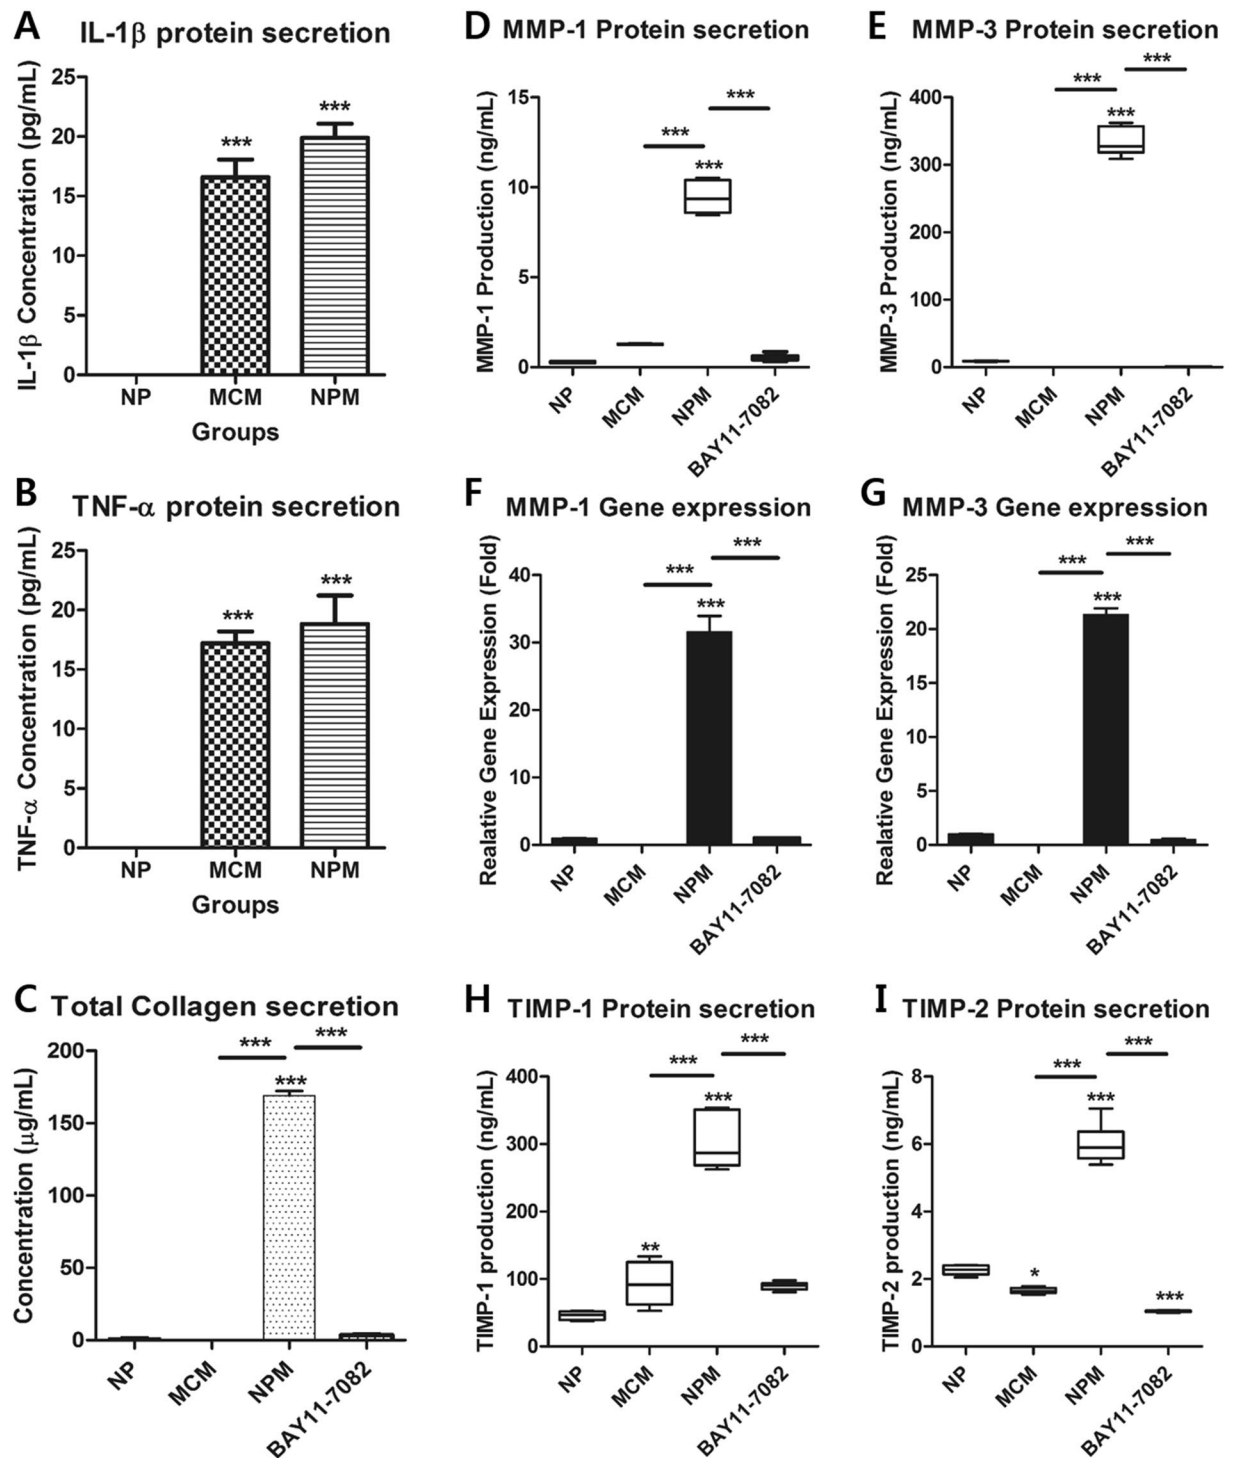 A IL-1β protein secretion
IL-1β Concentration (pg/mL)
25
20
15
10
5
0
***
***
NP MCM NPM
Groups
B TNF-α protein secretion
TNF-α Concentration (pg/mL)
25
20
15
10
5
0
***
***
NP MCM NPM
Groups
C Total Collagen secretion
Concentration (μg/mL)
200
150
100
50
0
***
***
***
NP MCM NPM BAY11-7082
D MMP-1 Protein secretion
MMP-1 Production (ng/mL)
15
10
5
0
***
***
***
NP MCM NPM BAY11-7082
E MMP-3 Protein secretion
MMP-3 Production (ng/mL)
400
300
200
100
0
***
***
***
NP MCM NPM BAY11-7082
F MMP-1 Gene expression
Realative Gene Expression (Fold)
40
30
20
10
0
***
***
***
NP MCM NPM BAY11-7082
G MMP-3 Gene expression
Realative Gene Expression (Fold)
25
20
15
10
5
0
***
***
***
NP MCM NPM BAY11-7082
H TIMP-1 Protein secretion
TIMP-1 production (ng/mL)
400
300
200
100
0
***
***
***
**
NP MCM NPM BAY11-7082
I TIMP-2 Protein secretion
TIMP-2 production (ng/mL)
8
6
4
2
0
***
***
***
*
***
NP MCM NPM BAY11-7082